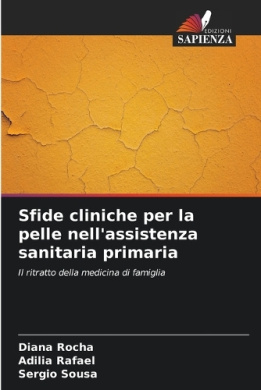 EDIZIONI
SAPIENZA
Sfide cliniche per la
pelle nell'assistenza
sanitaria primaria
Il ritratto della medicina di famiglia
Diana Rocha
Adilia Rafael
Sergio Sousa